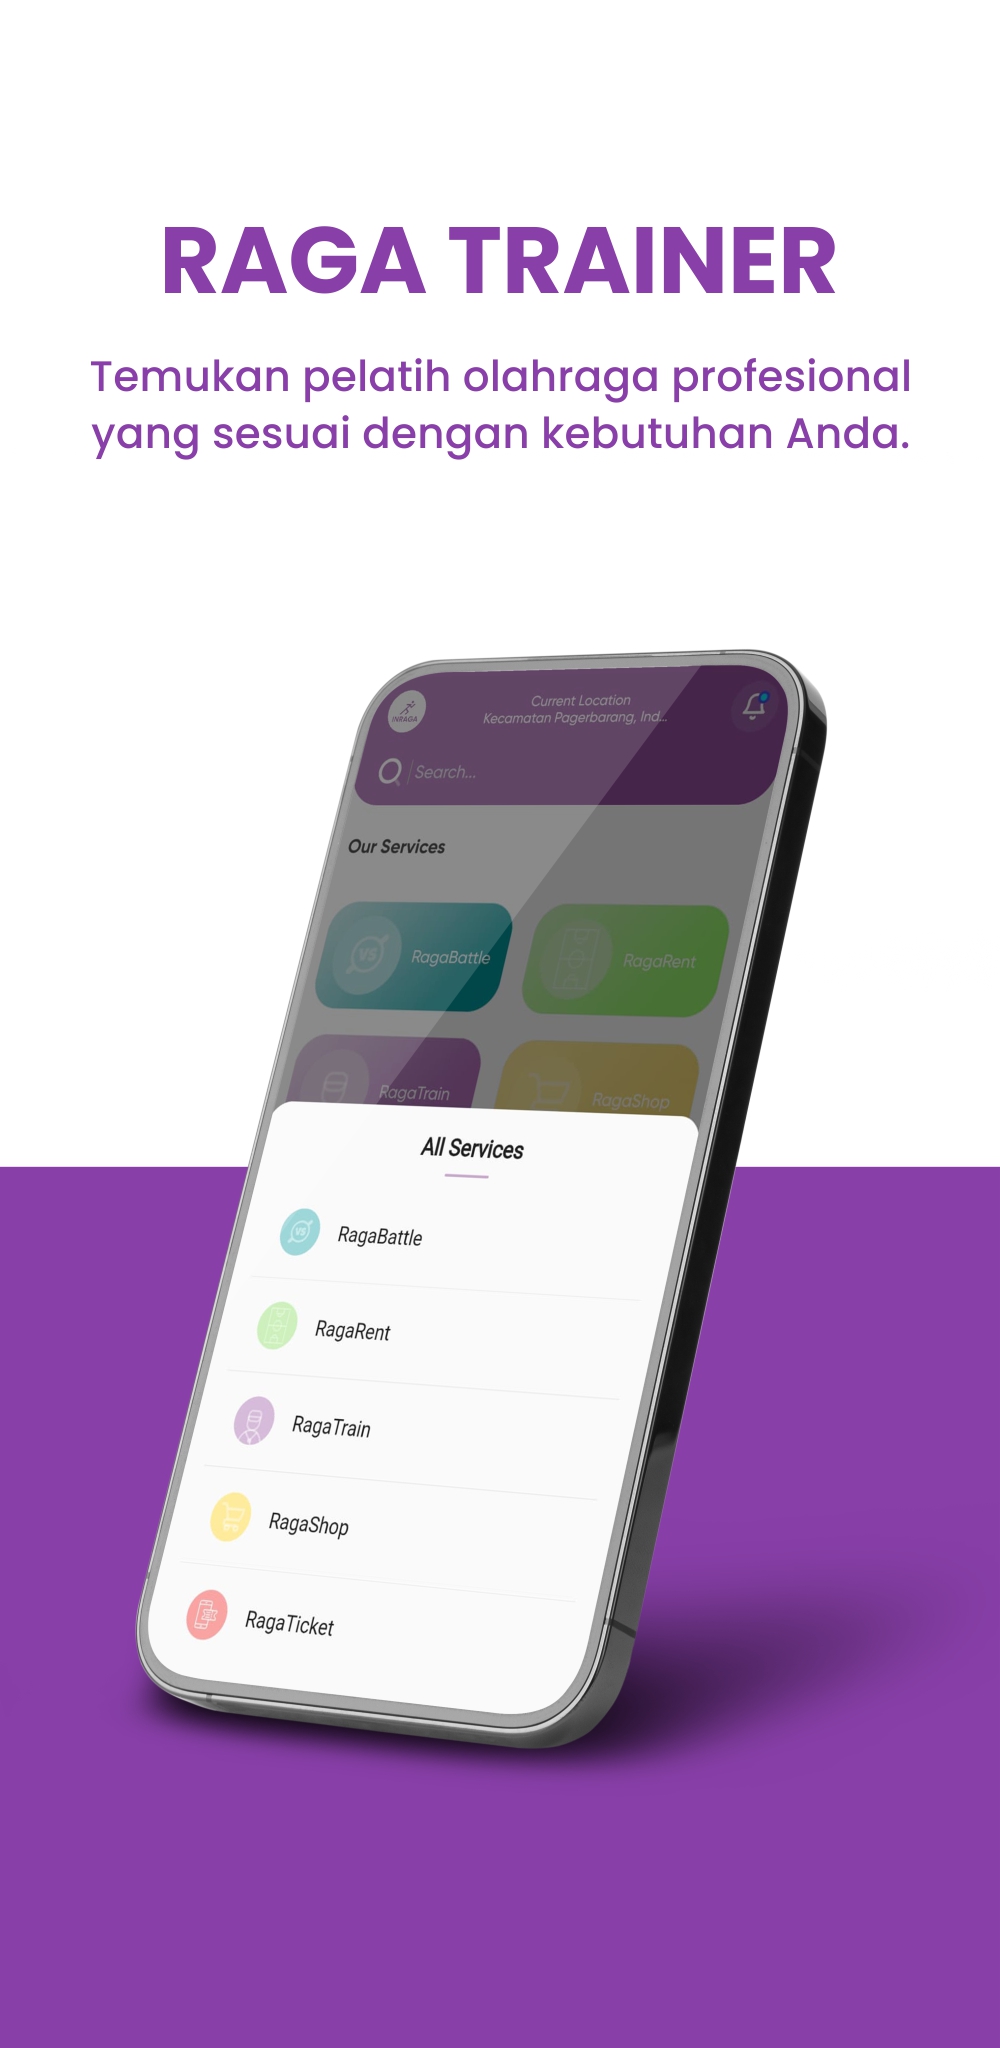 RAGA TRAINER
Temukan pelatih olahraga profesional
yang sesuai dengan kebutuhan Anda.
INRAGA
Current Location
Kecamatan Pagerbarang, Ind...
Search...
Our Services
VS
RagaBattle
RagaRent
RagaTrain
RagaShop
All Services
VS
RagaBattle
RagaRent
RagaTrain
RagaShop
RagaTicket